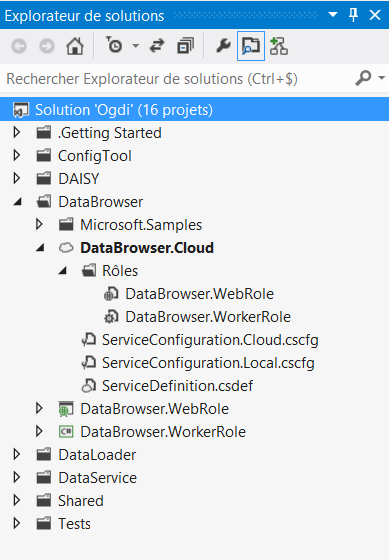 Explorateur de solutions
Rechercher Explorateur de solutions (Ctrl+$)
Solution 'Ogdi' (16 projets)
.Getting Started
ConfigTool
DAISY
DataBrowser
Microsoft.Samples
DataBrowser.Cloud
Rôles
DataBrowser.WebRole
DataBrowser.WorkerRole
ServiceConfiguration.Cloud.cscfg
ServiceConfiguration.Local.cscfg
ServiceDefinition.csdef
DataBrowser.WebRole
C# DataBrowser.WorkerRole
DataLoader
DataService
Shared
Tests